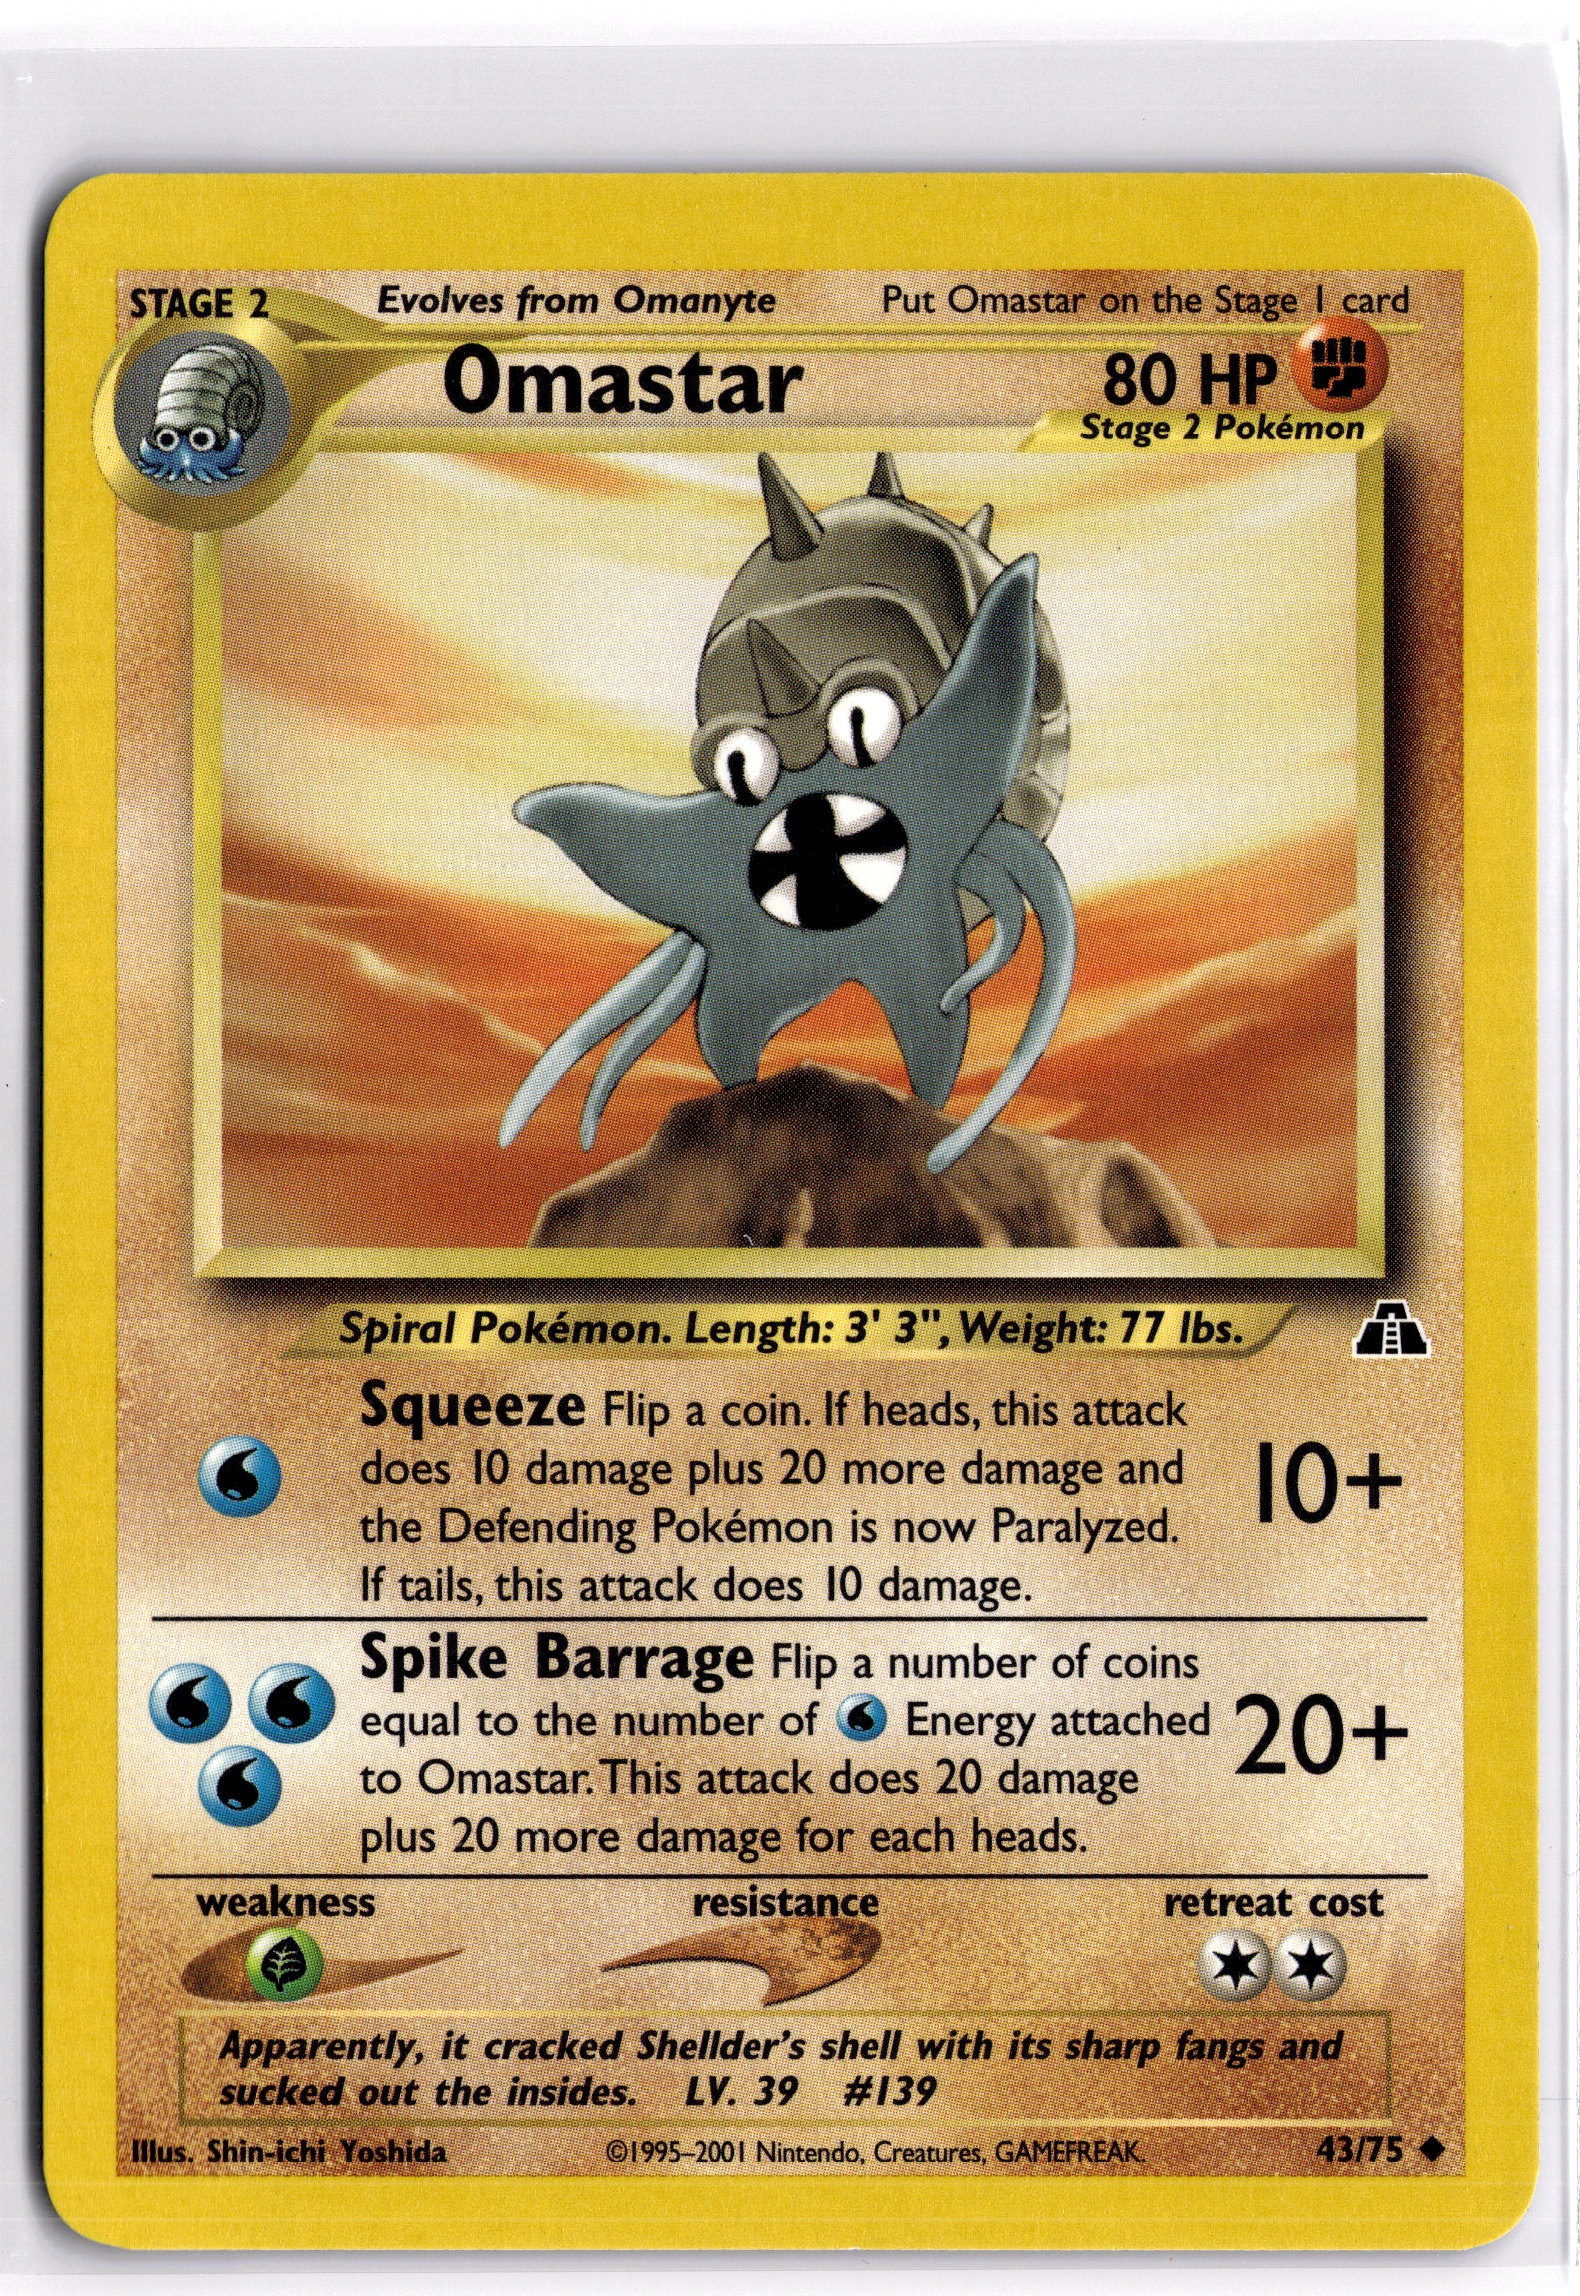 STAGE 2 Evolves from Omanyte Put Omastar on the Stage 1 card
Omastar 80 HP
Stage 2 Pokémon
Spiral Pokémon. Length: 3' 3", Weight: 77 lbs.
Squeeze Flip a coin. If heads, this attack
does 10 damage plus 20 more damage and
the Defending Pokémon is now Paralyzed.
If tails, this attack does 10 damage.
10+
Spike Barrage Flip a number of coins
equal to the number of Energy attached
to Omastar. This attack does 20 damage
plus 20 more damage for each heads.
20+
weakness resistance retreat cost
Apparently, it cracked Shellder's shell with its sharp fangs and
sucked out the insides. LV. 39 #139
Illus. Shin-ichi Yoshida ©1995–2001 Nintendo, Creatures, GAMEFREAK. 43/75